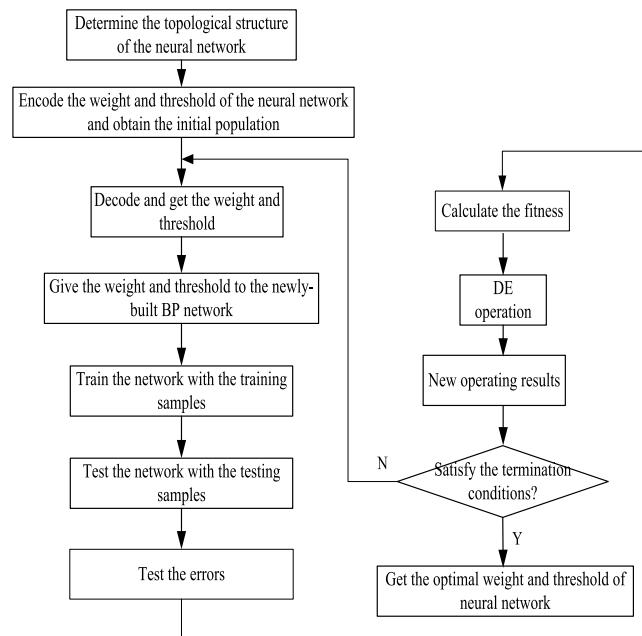 Determine the topological structure
of the neural network
Encode the weight and threshold of the neural network
and obtain the initial population
Decode and get the weight and
threshold
Give the weight and threshold to the newly-
built BP network
Train the network with the training
samples
Test the network with the testing
samples
Test the errors
Calculate the fitness
DE
operation
New operating results
Satisfy the termination
conditions?
N
Y
Get the optimal weight and threshold of
neural network